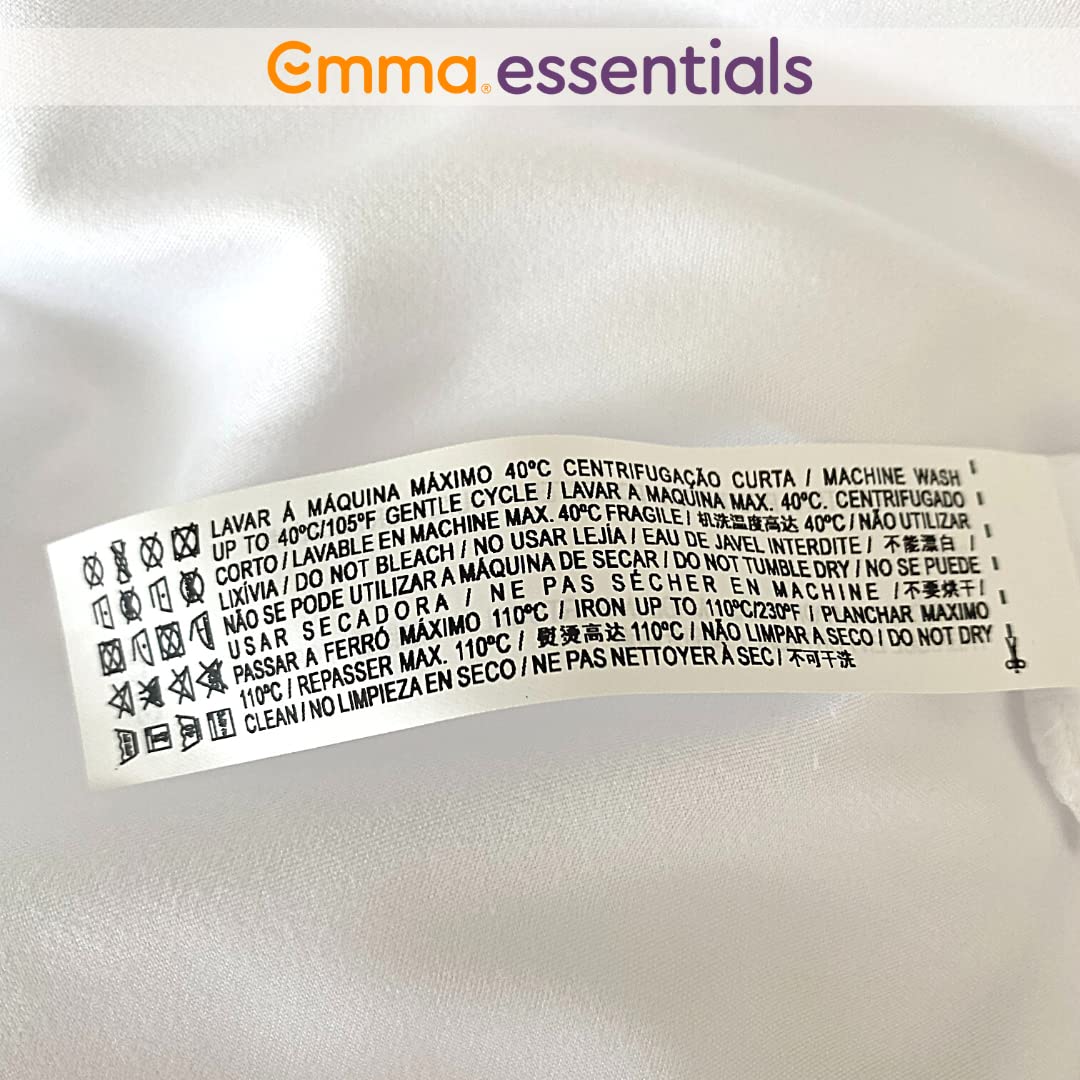 emma® essentials
LAVAR Á MÁQUINA MÁXIMO 40ºC CENTRIFUGAÇÃO CURTA / MACHINE WASH
UP TO 40ºC/105ºF GENTLE CYCLE / LAVAR A MAQUINA MAX. 40ºC. CENTRIFUGADO
CORTO / LAVABLE EN MACHINE MAX. 40ºC FRAGILE / 机洗温度高达 40ºC / NÃO UTILIZAR
LIXÍVIA / DO NOT BLEACH / NO USAR LEJÍA / EAU DE JAVEL INTERDITE / 不能漂白 /
NÃO SE PODE UTILIZAR A MÁQUINA DE SECAR / DO NOT TUMBLE DRY / NO SE PUEDE
USAR SECADORA / NE PAS SÉCHER EN MACHINE / 不要烘干 /
PASSAR A FERRÓ MÁXIMO 110ºC / IRON UP TO 110ºC/230ºF / PLANCHAR MAXIMO
110ºC / REPASSER MAX. 110ºC / 熨烫高达 110ºC / NÃO LIMPAR A SECO / DO NOT DRY
CLEAN / NO LIMPIEZA EN SECO / NE PAS NETTOYER À SEC / 不可干洗